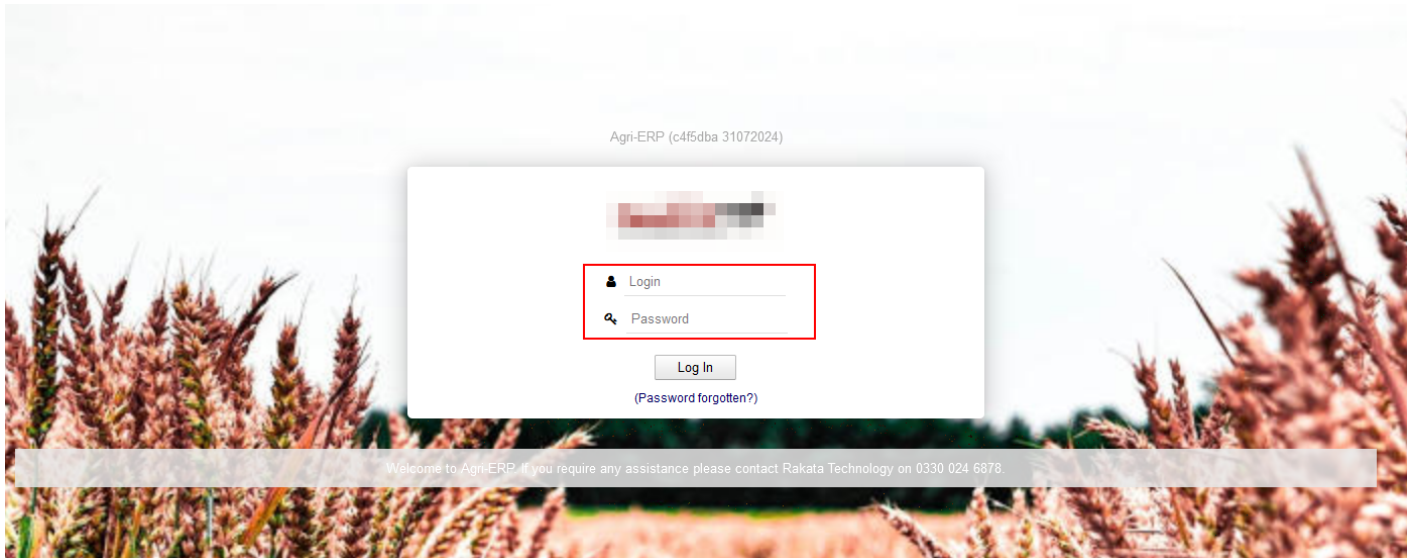 Agri-ERP (c4f5dba 31072024)
Login
Password
Log In
(Password forgotten?)
Welcome to Agri-ERP. If you require any assistance please contact Rakata Technology on 0330 024 6878.